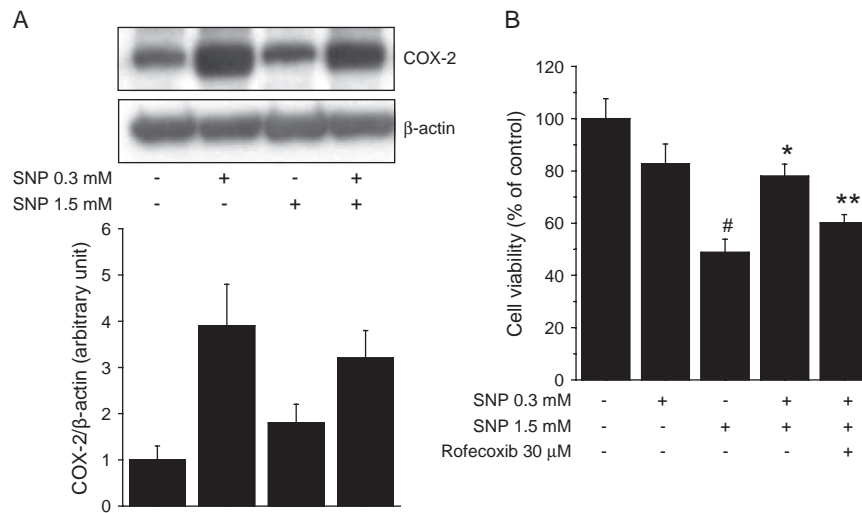 A
COX-2
β-actin
SNP 0.3 mM - + - +
SNP 1.5 mM - - + +
COX-2/β-actin (arbitrary unit)
6
5
4
3
2
1
0
B
Cell viability (% of control)
120
100
80
60
40
20
0
#
*
**
SNP 0.3 mM - + - + +
SNP 1.5 mM - - + + +
Rofecoxib 30 μM - - - - +